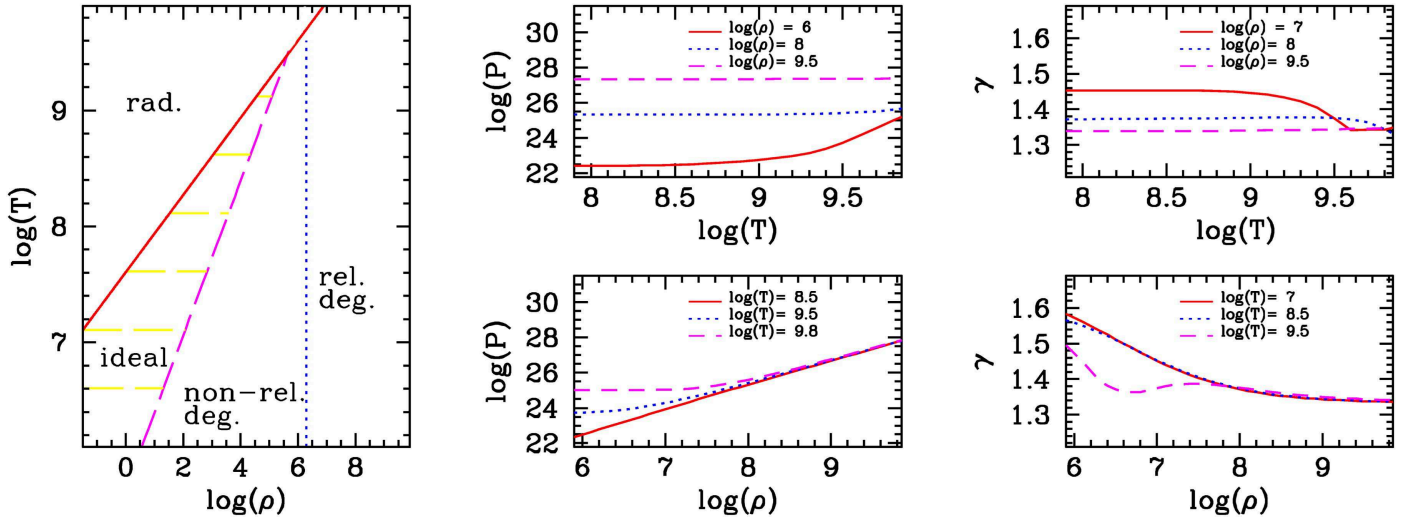 log(T)
9
8
7
rad.
ideal
non-rel.
deg.
rel.
deg.
0 2 4 6 8
log(ρ)
log(P)
30
28
26
24
22
log(ρ) = 6
log(ρ)= 8
log(ρ)= 9.5
8 8.5 9 9.5
log(T)
γ
1.6
1.5
1.4
1.3
log(ρ) = 7
log(ρ)= 8
log(ρ)= 9.5
8 8.5 9 9.5
log(T)
log(P)
30
28
26
24
22
log(T)= 8.5
log(T)= 9.5
log(T)= 9.8
6 7 8 9
log(ρ)
γ
1.6
1.5
1.4
1.3
log(T)= 7
log(T)= 8.5
log(T)= 9.5
6 7 8 9
log(ρ)